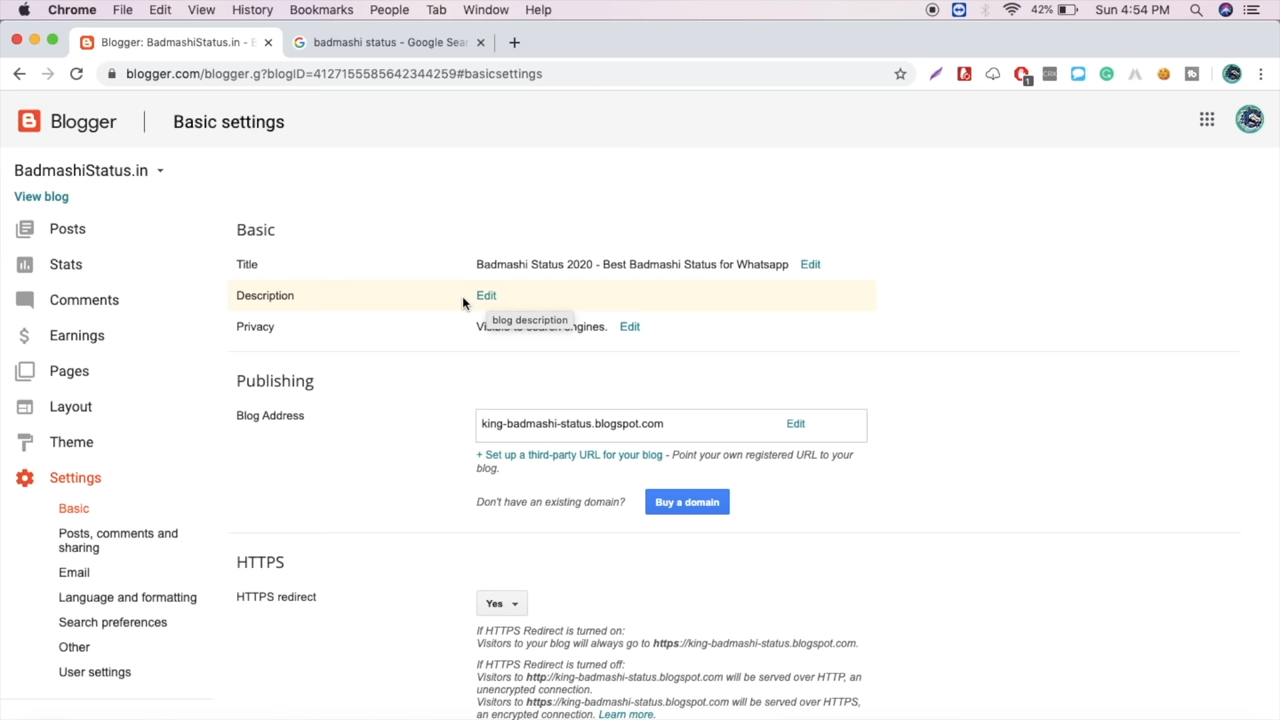 Chrome File Edit View History Bookmarks People Tab Window Help 42% Sun 4:54 PM
Blogger: BadmashiStatus.in - E badmashi status - Google Sear
blogger.com/blogger.g?blogID=4127155585642344259#basicsettings
Blogger Basic settings
BadmashiStatus.in
View blog
Posts
Stats
Comments
Earnings
Pages
Layout
Theme
Settings
Basic
Posts, comments and
sharing
Email
Language and formatting
Search preferences
Other
User settings
Basic
Title Badmashi Status 2020 - Best Badmashi Status for Whatsapp Edit
Description Edit
blog description
Privacy Visible to search engines. Edit
Publishing
Blog Address king-badmashi-status.blogspot.com Edit
+ Set up a third-party URL for your blog - Point your own registered URL to your
blog.
Don't have an existing domain? Buy a domain
HTTPS
HTTPS redirect Yes
If HTTPS Redirect is turned on:
Visitors to your blog will always go to https://king-badmashi-status.blogspot.com.
If HTTPS Redirect is turned off:
Visitors to http://king-badmashi-status.blogspot.com will be served over HTTP, an
unencrypted connection.
Visitors to https://king-badmashi-status.blogspot.com will be served over HTTPS,
an encrypted connection. Learn more.